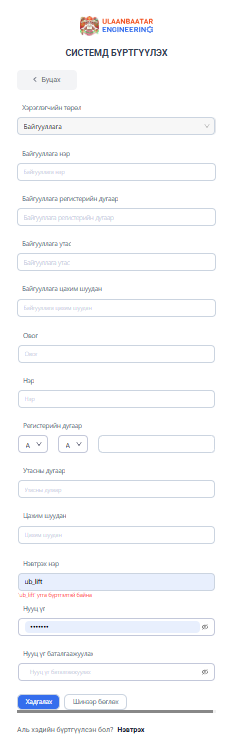 ULAANBAATAR
ENGINEERING
СИСТЕМД БҮРТГҮҮЛЭХ
Буцах
Хэрэглэгчийн төрөл
Байгууллага
Байгууллага нэр
Байгууллага нэр
Байгууллага регистерийн дугаар
Байгууллага регистерийн дугаар
Байгууллага утас
Байгууллага утас
Байгууллага цахим шуудан
Байгууллага цахим шуудан
Овог
Овог
Нэр
Нэр
Регистерийн дугаар
Д Д
Утасны дугаар
Утасны дугаар
Цахим шуудан
Цахим шуудан
Нэвтрэх нэр
ub_lift
'ub_lift' утга бүртгэлтэй байна
Нууц үг
•••••••
Нууц үг баталгаажуулах
Нууц үг баталгаажуулах
Хадгалах Шинээр бөглөх
Аль хэдийн бүртгүүлсэн бол? Нэвтрэх